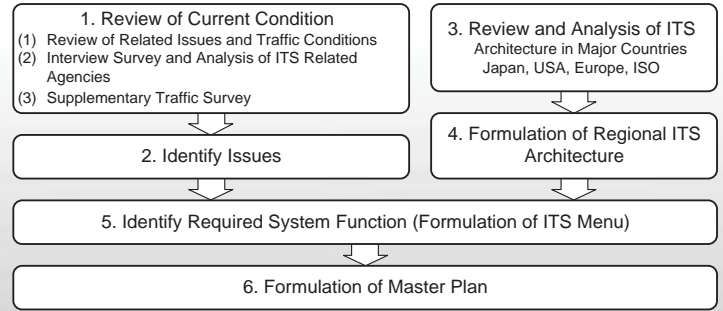 1. Review of Current Condition
(1) Review of Related Issues and Traffic Conditions
(2) Interview Survey and Analysis of ITS Related
Agencies
(3) Supplementary Traffic Survey
2. Identify Issues
3. Review and Analysis of ITS
Architecture in Major Countries
Japan, USA, Europe, ISO
4. Formulation of Regional ITS
Architecture
5. Identify Required System Function (Formulation of ITS Menu)
6. Formulation of Master Plan